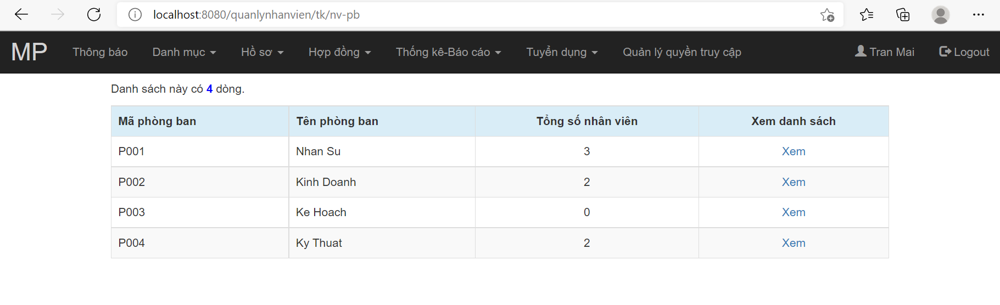 localhost:8080/quanlynhanvien/tk/nv-pb
MP Thông báo Danh mục Hồ sơ Hợp đồng Thống kê-Báo cáo Tuyển dụng Quản lý quyền truy cập Tran Mai Logout
Danh sách này có 4 dòng.
Mã phòng ban Tên phòng ban Tổng số nhân viên Xem danh sách
P001 Nhan Su 3 Xem
P002 Kinh Doanh 2 Xem
P003 Ke Hoach 0 Xem
P004 Ky Thuat 2 Xem